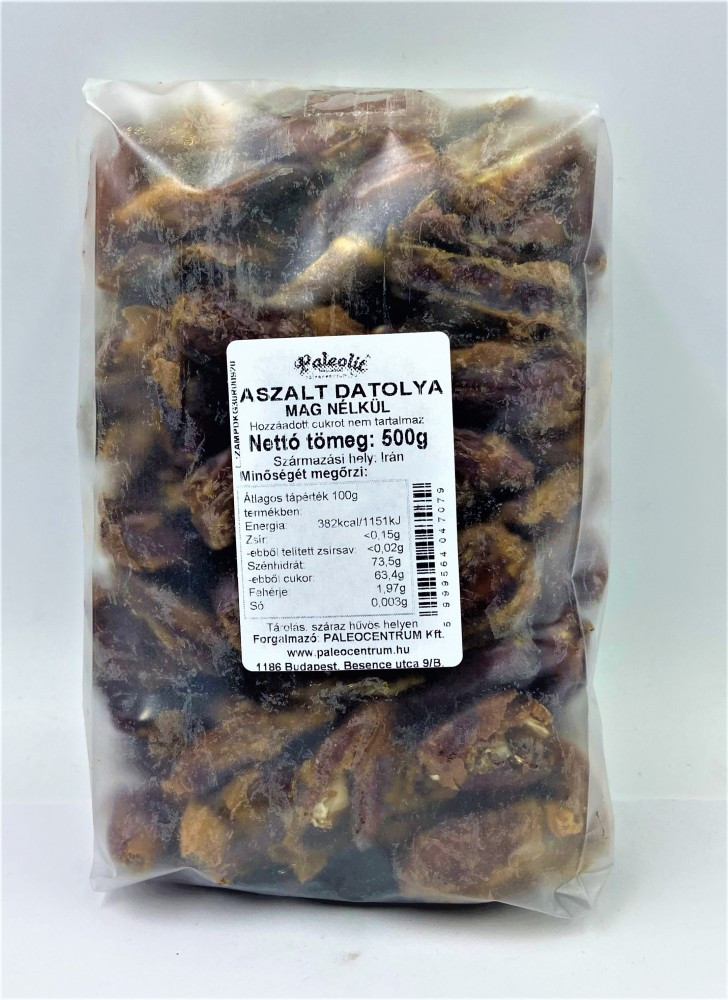 Paleolit
ASZALT DATOLYA
MAG NÉLKÜL
Hozzáadott cukrot nem tartalmaz
Nettó tömeg: 500g
Származási hely: Irán
Minőségét megőrzi:
Átlagos tápérték 100g
termékben:
Energia: 382kcal/1151kJ
Zsír: <0,15g
-ebből telített zsírsav: <0,02g
Szénhidrát: 73,5g
-ebből cukor: 63,4g
Fehérje 1,97g
Só 0,003g
Tárolás: száraz hűvös helyen
Forgalmazó: PALEOCENTRUM Kft.
www.paleocentrum.hu
1186 Budapest, Besence utca 9/B.
5 999564 047079